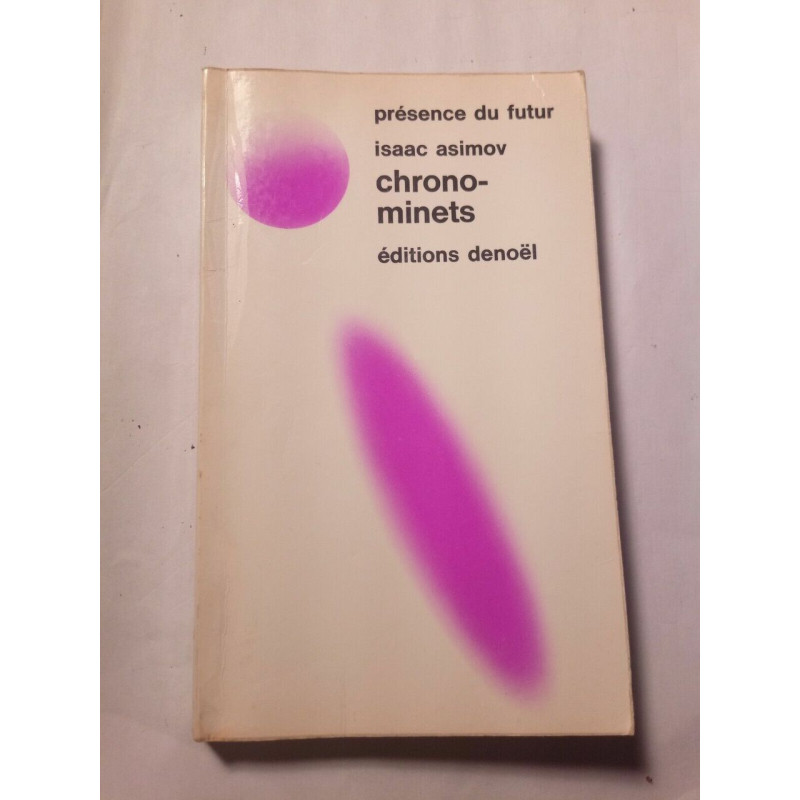 présence du futur
isaac asimov
chrono-
minets
éditions denoël